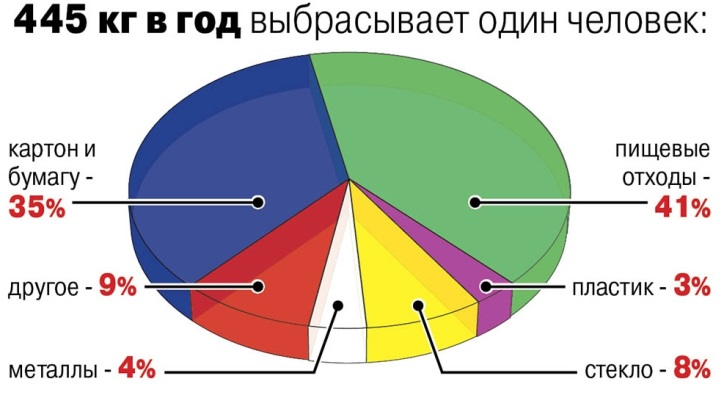 445 кг в год выбрасывает один человек:
картон и
бумагу -
35%
пищевые
отходы -
41%
другое - 9%
пластик - 3%
металлы - 4%
стекло - 8%